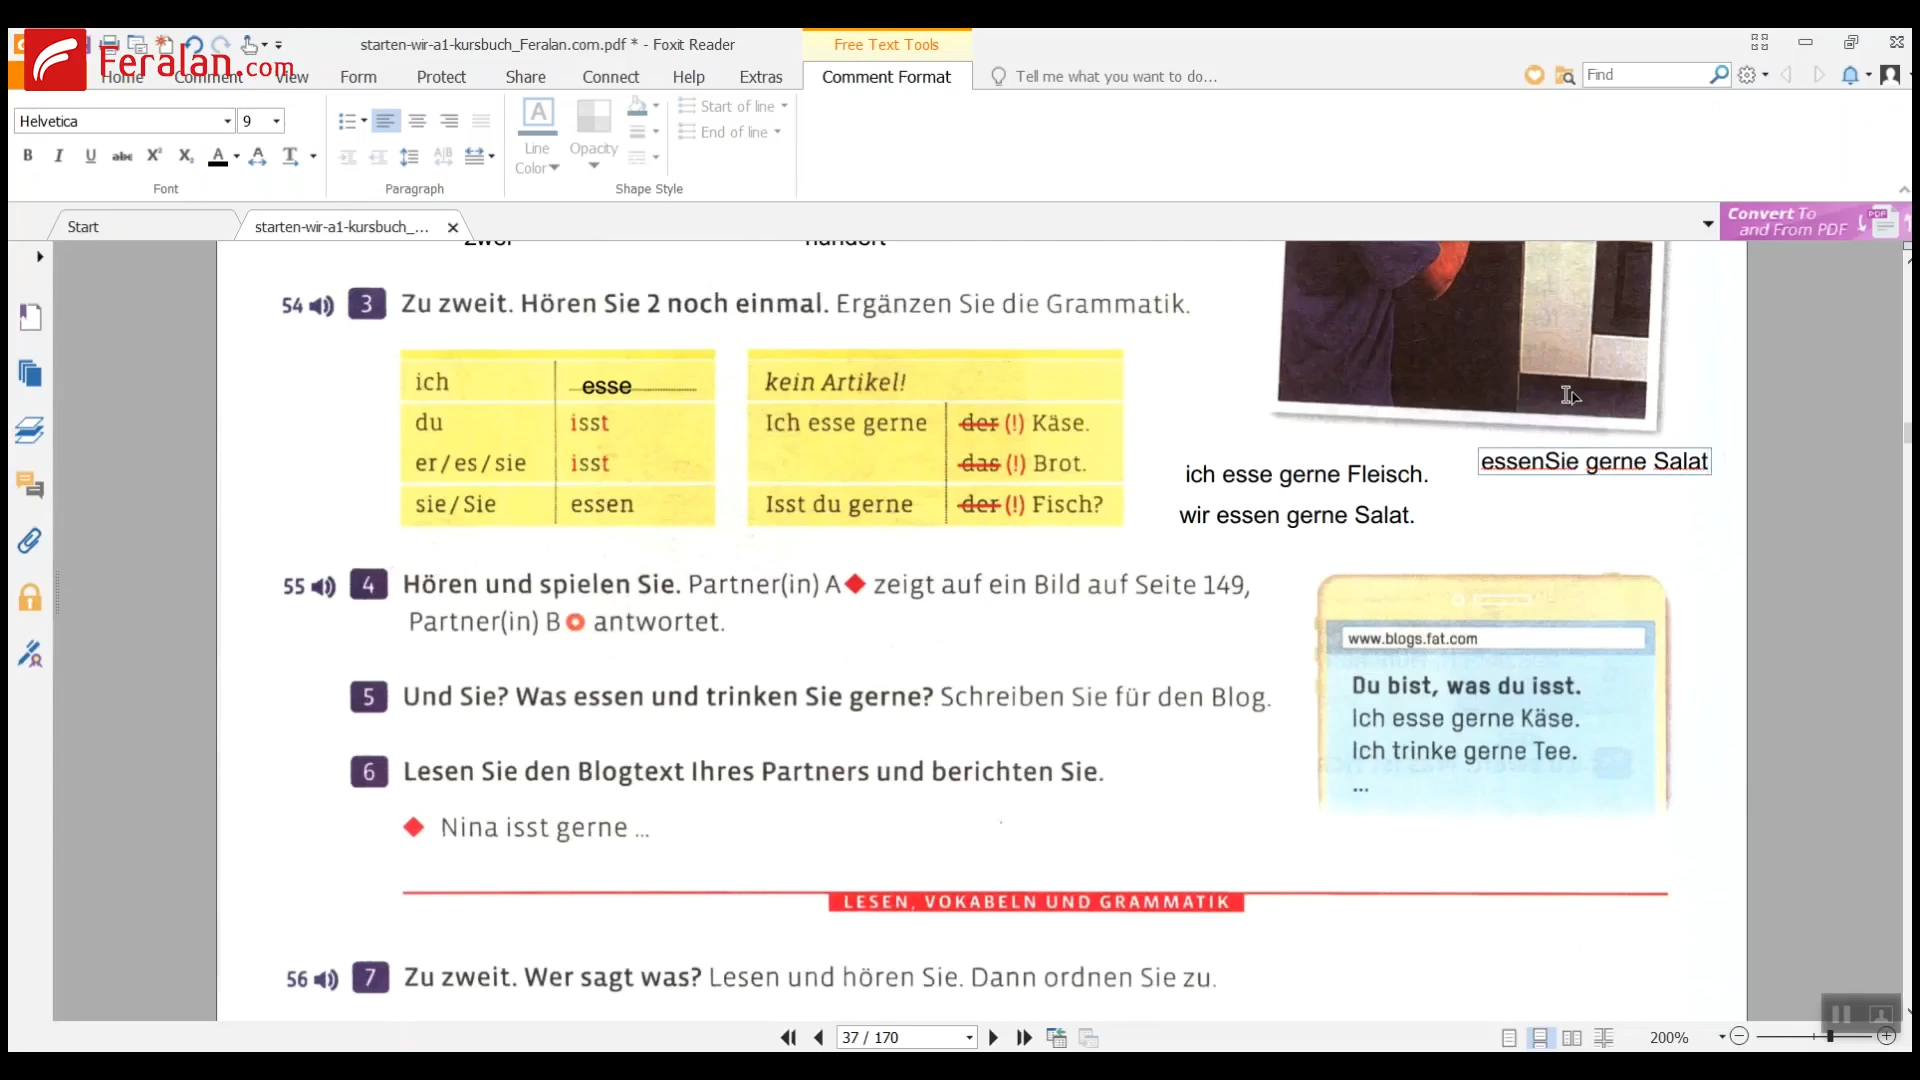 Feralan.com
starten-wir-a1-kursbuch_Feralan.com.pdf * - Foxit Reader
Free Text Tools
Home Comment View Form Protect Share Connect Help Extras Comment Format Tell me what you want to do...
Find
Helvetica 9
Start of line
End of line
Line Color
Opacity
B I U abc X² X₂ A A T
Font Paragraph Shape Style
Start
starten-wir-a1-kursbuch_...
Convert To and From PDF
PDF
54 3 Zu zweit. Hören Sie 2 noch einmal. Ergänzen Sie die Grammatik.
ich esse
du isst
er/es/sie isst
sie/Sie essen
kein Artikel!
Ich esse gerne der (!) Käse.
das (!) Brot.
Isst du gerne der (!) Fisch?
essenSie gerne Salat
ich esse gerne Fleisch.
wir essen gerne Salat.
55 4 Hören und spielen Sie. Partner(in) A zeigt auf ein Bild auf Seite 149,
Partner(in) B antwortet.
5 Und Sie? Was essen und trinken Sie gerne? Schreiben Sie für den Blog.
www.blogs.fat.com
Du bist, was du isst.
Ich esse gerne Käse.
Ich trinke gerne Tee.
...
6 Lesen Sie den Blogtext Ihres Partners und berichten Sie.
Nina isst gerne ...
LESEN, VOKABELN UND GRAMMATIK
56 7 Zu zweit. Wer sagt was? Lesen und hören Sie. Dann ordnen Sie zu.
37 / 170
200%